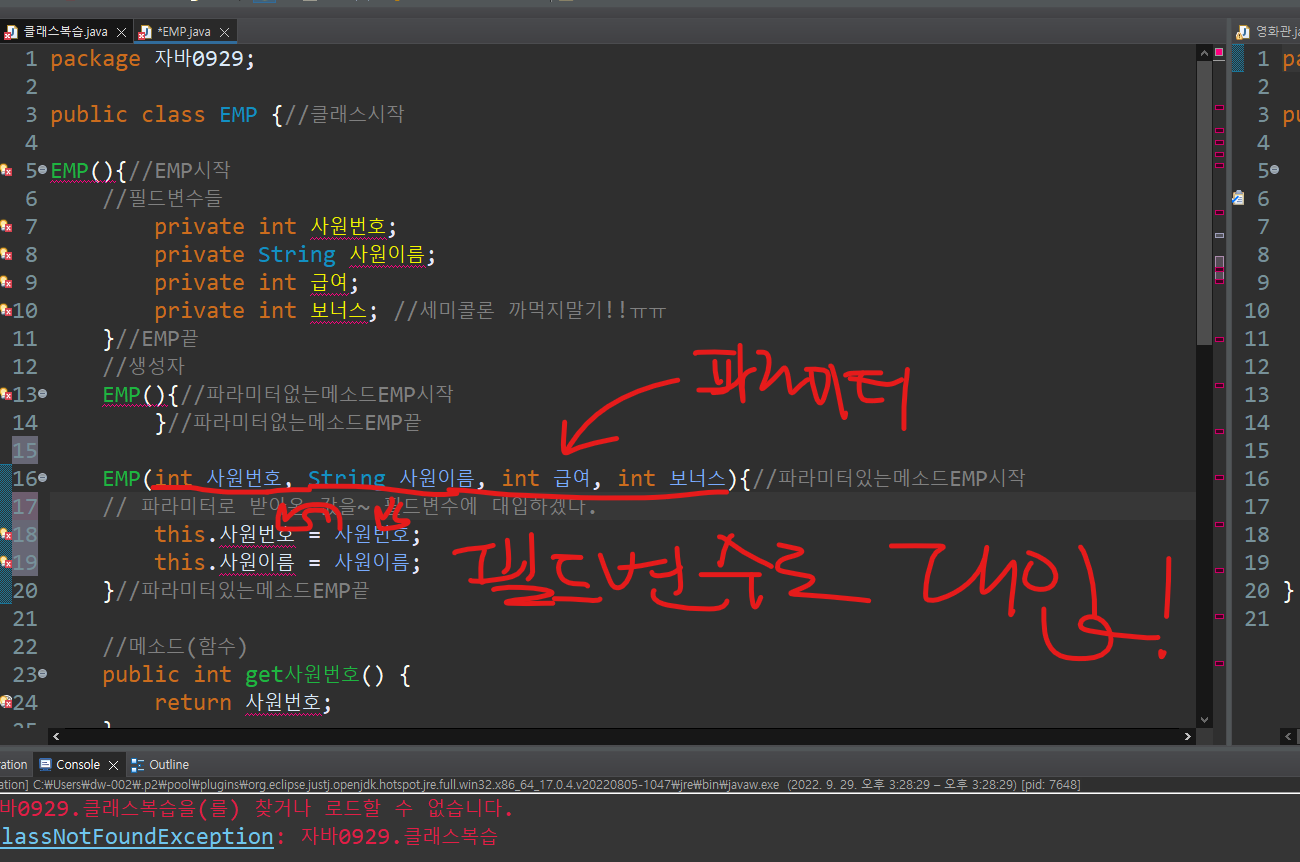 클래스복습.java *EMP.java 영화관.j
1 package 자바0929;
2
3 public class EMP {//클래스시작
4
5 EMP(){//EMP시작
6 //필드변수들
7 private int 사원번호;
8 private String 사원이름;
9 private int 급여;
10 private int 보너스; //세미콜론 까먹지말기!!ㅠㅠ
11 }//EMP끝
12 //생성자
파라미터
13 EMP(){//파라미터없는메소드EMP시작
14 }//파라미터없는메소드EMP끝
15
16 EMP(int 사원번호, String 사원이름, int 급여, int 보너스){//파라미터있는메소드EMP시작
17 // 파라미터로 받아온 값을~ 필드변수에 대입하겠다.
18 this.사원번호 = 사원번호;
19 this.사원이름 = 사원이름;
필드변수로 대입!
20 }//파라미터있는메소드EMP끝
21
22 //메소드(함수)
23 public int get사원번호() {
24 return 사원번호;
25 }
1 pa
2
3 pu
4
5
6
7
8
9
10
11
12
13
14
15
16
17
18
19
20 }
21
ration Console Outline
ation] C:\Users\dw-002\.p2\pool\plugins\org.eclipse.justj.openjdk.hotspot.jre.full.win32.x86_64_17.0.4.v20220805-1047\jre\bin\javaw.exe (2022. 9. 29. 오후 3:28:29 – 오후 3:28:29) [pid: 7648]
바0929.클래스복습을(를) 찾거나 로드할 수 없습니다.
lassNotFoundException: 자바0929.클래스복습